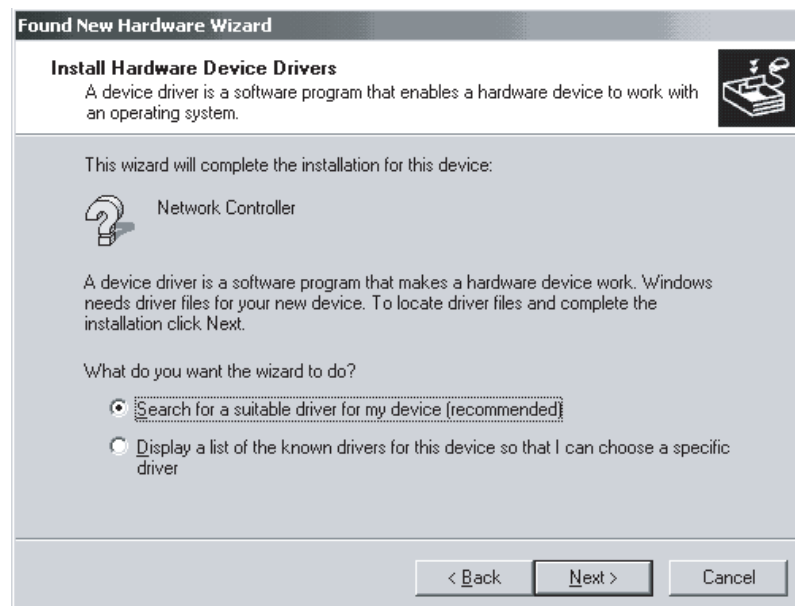 Found New Hardware Wizard
Install Hardware Device Drivers
A device driver is a software program that enables a hardware device to work with
an operating system.
This wizard will complete the installation for this device:
Network Controller
A device driver is a software program that makes a hardware device work. Windows
needs driver files for your new device. To locate driver files and complete the
installation click Next.
What do you want the wizard to do?
Search for a suitable driver for my device (recommended)
Display a list of the known drivers for this device so that I can choose a specific
driver
< Back Next > Cancel